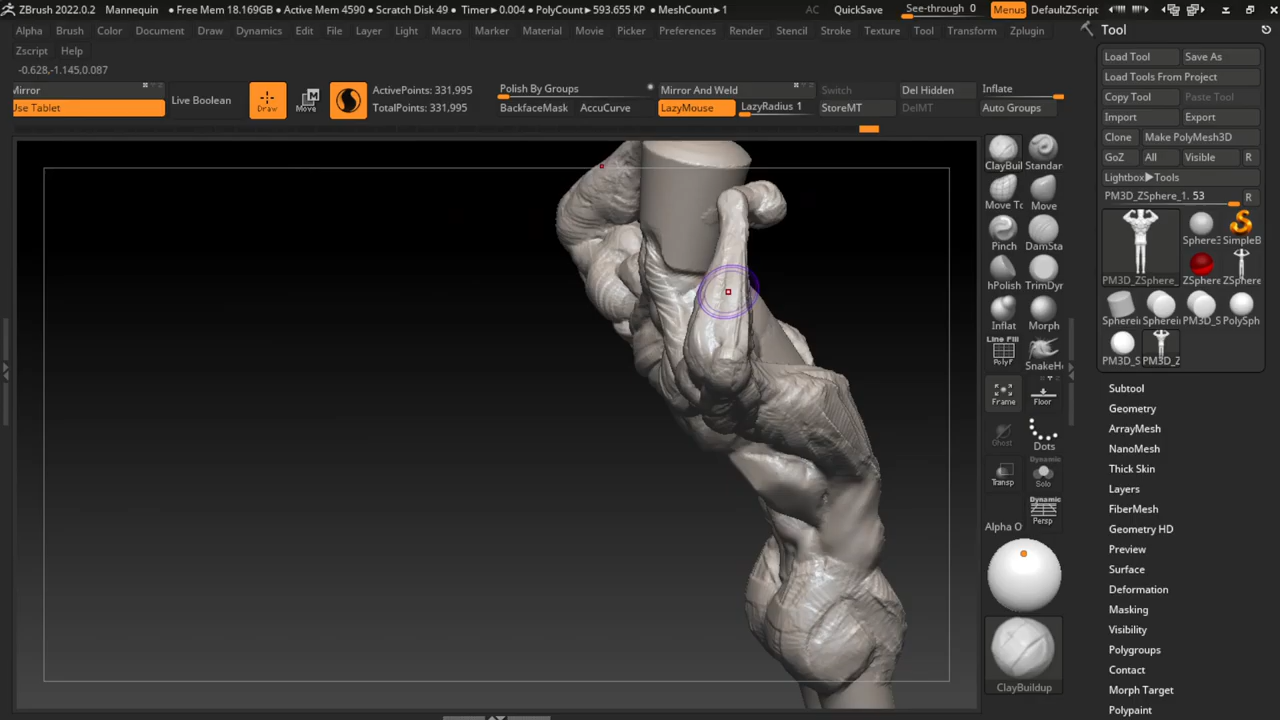 ZBrush 2022.0.2 Mannequin • Free Mem 18.169GB • Active Mem 4590 • Scratch Disk 49 • Timer▶0.004 • PolyCount▶593.655 KP • MeshCount▶1 AC QuickSave See-through 0 Menus DefaultZScript
Alpha Brush Color Document Draw Dynamics Edit File Layer Light Macro Marker Material Movie Picker Preferences Render Stencil Stroke Texture Tool Transform Zplugin
Zscript Help
-0.628,-1.145,0.087
Mirror
Use Tablet
Live Boolean
Draw
Move
ActivePoints: 331,995
TotalPoints: 331,995
Polish By Groups
BackfaceMask AccuCurve
Mirror And Weld
LazyMouse LazyRadius 1
Switch
StoreMT
Del Hidden
DelMT
Inflate
Auto Groups
ClayBuil Standar
Move To Move
Pinch DamSta
hPolish TrimDyn
Inflat Morph
Line Fill
PolyF
SnakeHo
Frame Floor
Ghost Dots
Transp
Dynamic
Solo
Dynamic
Persp
Alpha O
ClayBuildup
Tool
Load Tool Save As
Load Tools From Project
Copy Tool Paste Tool
Import Export
Clone Make PolyMesh3D
GoZ All Visible R
Lightbox▶Tools
PM3D_ZSphere_1. 53 R
PM3D_ZSphere_
SimpleB
ZSphere ZSphere
PM3D_S PolySph
PM3D_S PM3D_Z
Subtool
Geometry
ArrayMesh
NanoMesh
Thick Skin
Layers
FiberMesh
Geometry HD
Preview
Surface
Deformation
Masking
Visibility
Polygroups
Contact
Morph Target
Polypaint